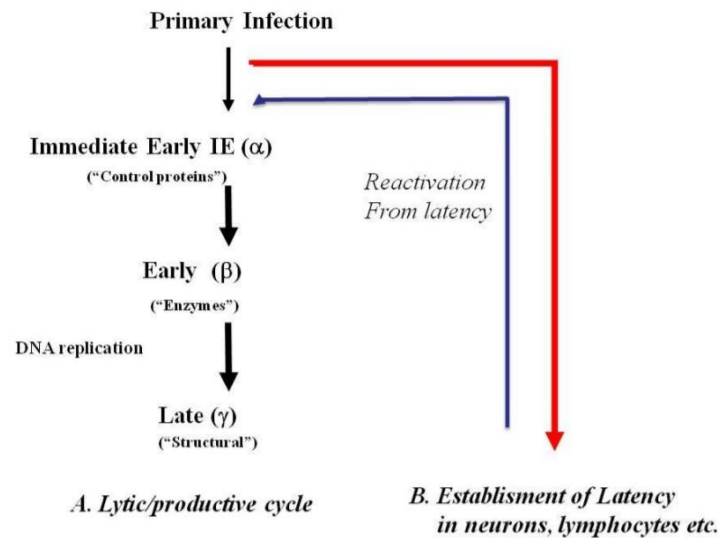 Primary Infection
Immediate Early IE (α)
("Control proteins")
Reactivation
From latency
Early (β)
("Enzymes")
DNA replication
Late (γ)
("Structural")
A. Lytic/productive cycle
B. Establisment of Latency
in neurons, lymphocytes etc.